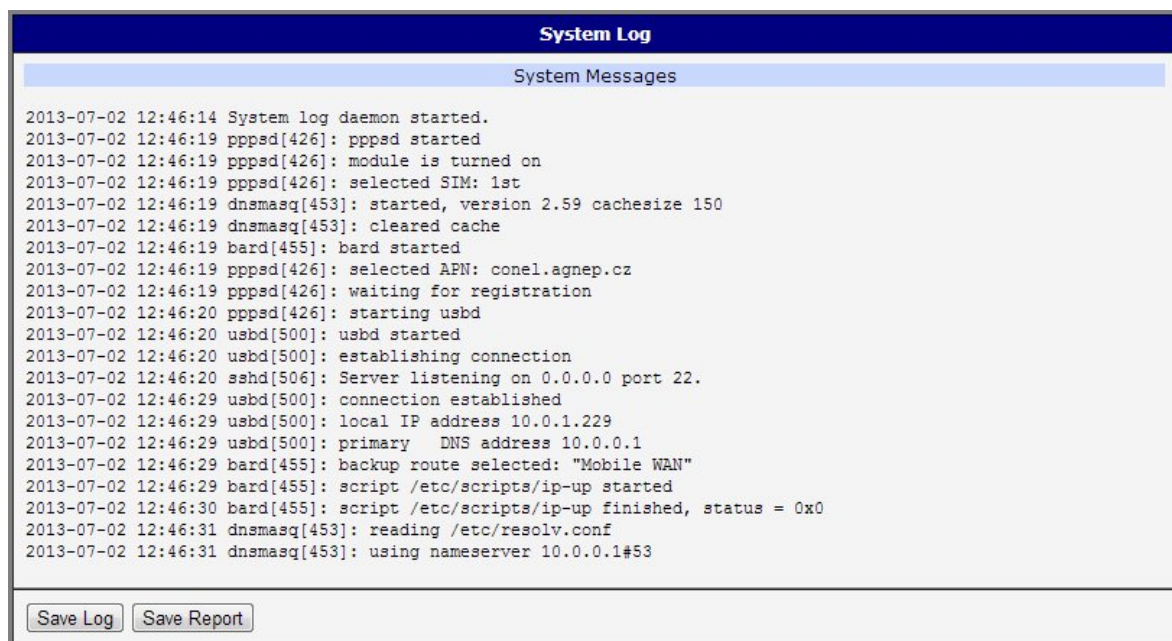 System Log
System Messages
2013-07-02 12:46:14 System log daemon started.
2013-07-02 12:46:19 pppsd[426]: pppsd started
2013-07-02 12:46:19 pppsd[426]: module is turned on
2013-07-02 12:46:19 pppsd[426]: selected SIM: 1st
2013-07-02 12:46:19 dnsmasq[453]: started, version 2.59 cachesize 150
2013-07-02 12:46:19 dnsmasq[453]: cleared cache
2013-07-02 12:46:19 bard[455]: bard started
2013-07-02 12:46:19 pppsd[426]: selected APN: conel.agnep.cz
2013-07-02 12:46:19 pppsd[426]: waiting for registration
2013-07-02 12:46:20 pppsd[426]: starting usbd
2013-07-02 12:46:20 usbd[500]: usbd started
2013-07-02 12:46:20 usbd[500]: establishing connection
2013-07-02 12:46:20 sshd[506]: Server listening on 0.0.0.0 port 22.
2013-07-02 12:46:29 usbd[500]: connection established
2013-07-02 12:46:29 usbd[500]: local IP address 10.0.1.229
2013-07-02 12:46:29 usbd[500]: primary   DNS address 10.0.0.1
2013-07-02 12:46:29 bard[455]: backup route selected: "Mobile WAN"
2013-07-02 12:46:29 bard[455]: script /etc/scripts/ip-up started
2013-07-02 12:46:30 bard[455]: script /etc/scripts/ip-up finished, status = 0x0
2013-07-02 12:46:31 dnsmasq[453]: reading /etc/resolv.conf
2013-07-02 12:46:31 dnsmasq[453]: using nameserver 10.0.0.1#53
Save Log Save Report